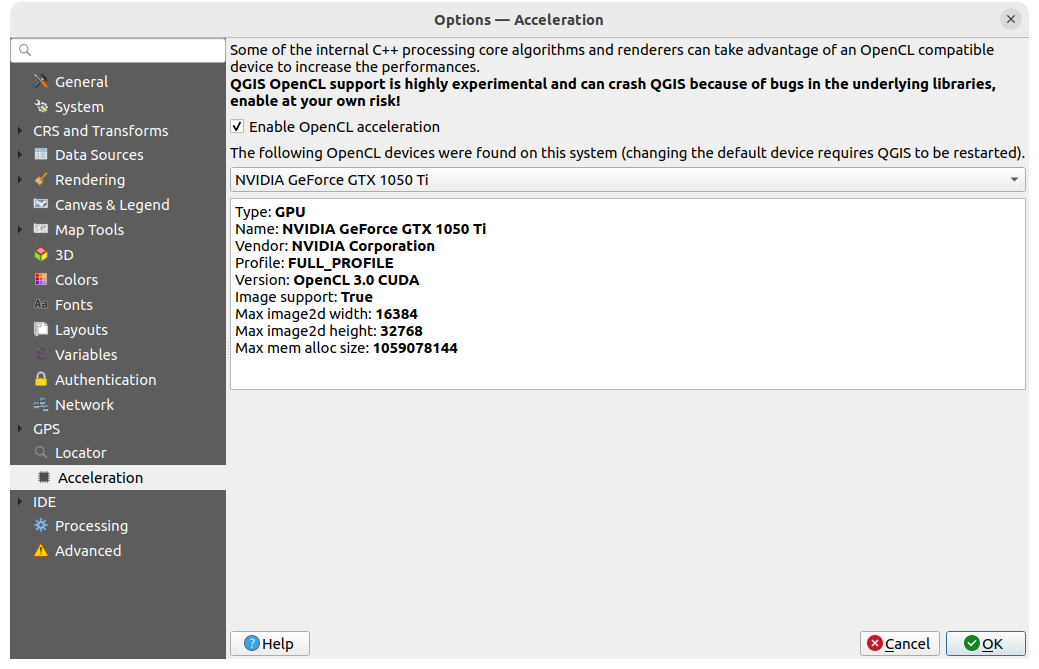 Options — Acceleration
General
System
CRS and Transforms
Data Sources
Rendering
Canvas & Legend
Map Tools
3D
Colors
Aa Fonts
Layouts
Variables
Authentication
Network
GPS
Locator
Acceleration
IDE
Processing
Advanced
Some of the internal C++ processing core algorithms and renderers can take advantage of an OpenCL compatible
device to increase the performances.
QGIS OpenCL support is highly experimental and can crash QGIS because of bugs in the underlying libraries,
enable at your own risk!
Enable OpenCL acceleration
The following OpenCL devices were found on this system (changing the default device requires QGIS to be restarted).
NVIDIA GeForce GTX 1050 Ti
Type: GPU
Name: NVIDIA GeForce GTX 1050 Ti
Vendor: NVIDIA Corporation
Profile: FULL_PROFILE
Version: OpenCL 3.0 CUDA
Image support: True
Max image2d width: 16384
Max image2d height: 32768
Max mem alloc size: 1059078144
Help
Cancel
OK